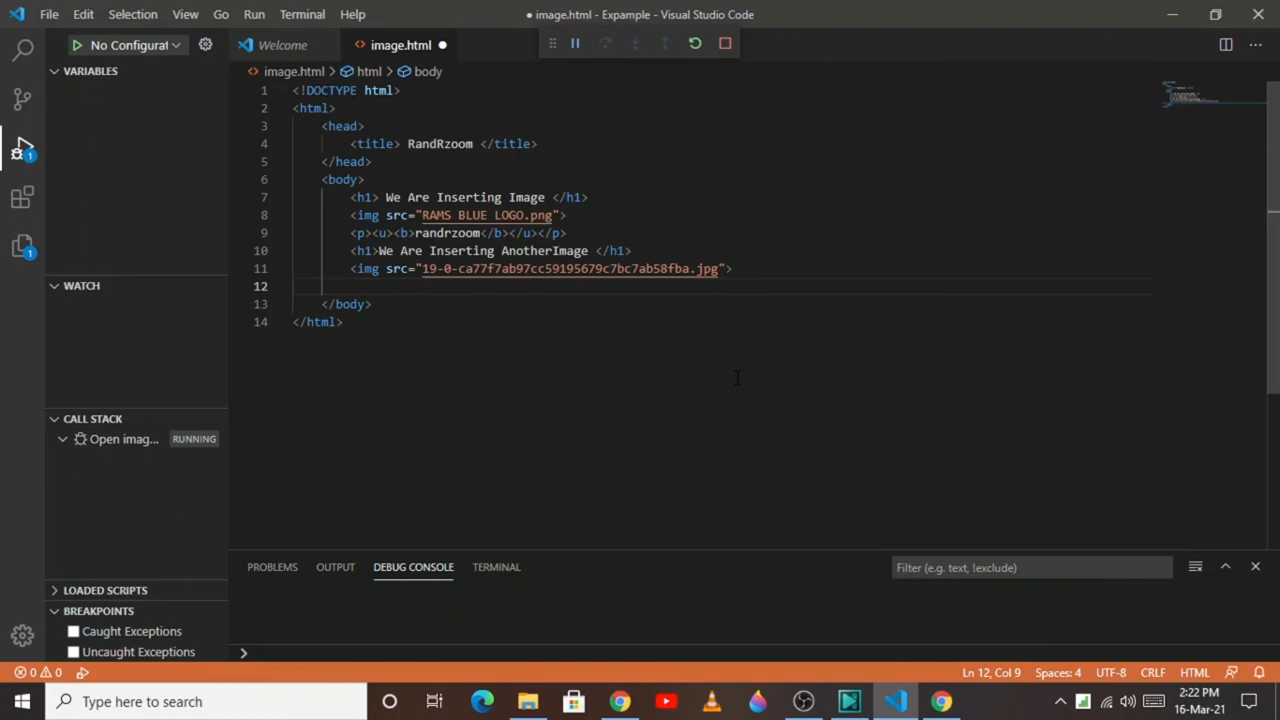 File Edit Selection View Go Run Terminal Help
● image.html - Expample - Visual Studio Code
No Configurat
Welcome
image.html ●
VARIABLES
image.html > html > body
1 <!DOCTYPE html>
2 <html>
3 <head>
4 <title> RandRzoom </title>
5 </head>
6 <body>
7 <h1> We Are Inserting Image </h1>
8 <img src="RAMS BLUE LOGO.png">
9 <p><u><b>randrzoom</b></u></p>
10 <h1>We Are Inserting AnotherImage </h1>
11 <img src="19-0-ca77f7ab97cc59195679c7bc7ab58fba.jpg">
12
13 </body>
14 </html>
1
1
WATCH
CALL STACK
Open imag... RUNNING
LOADED SCRIPTS
BREAKPOINTS
Caught Exceptions
Uncaught Exceptions
PROBLEMS OUTPUT DEBUG CONSOLE TERMINAL
Filter (e.g. text, !exclude)
0 0
Ln 12, Col 9 Spaces: 4 UTF-8 CRLF HTML
Type here to search
2:22 PM
16-Mar-21